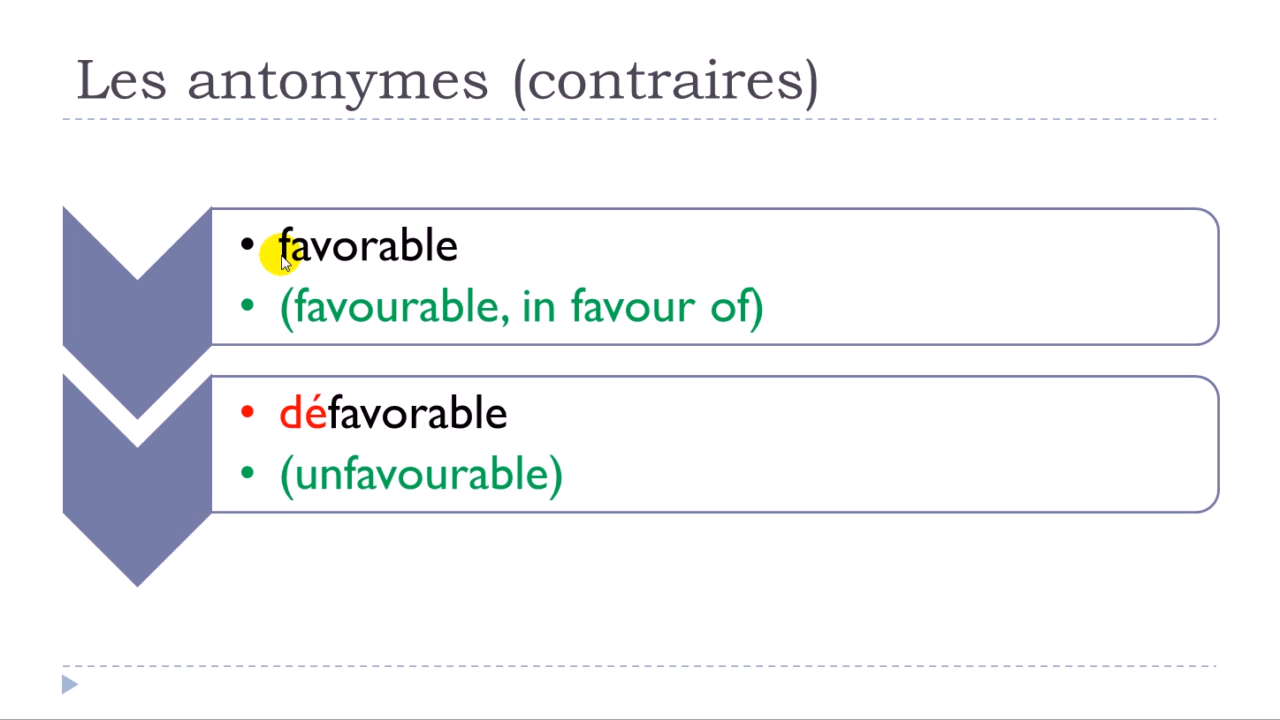 Les antonymes (contraires)
• favorable
• (favourable, in favour of)
• défavorable
• (unfavourable)